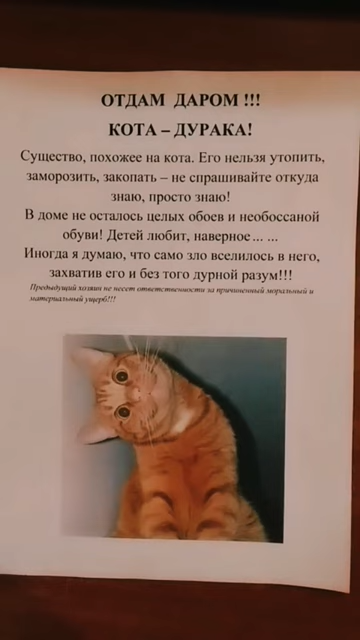 ОТДАМ ДАРОМ !!!
КОТА – ДУРАКА!
Существо, похожее на кота. Его нельзя утопить,
заморозить, закопать – не спрашивайте откуда
знаю, просто знаю!
В доме не осталось целых обоев и необоссаной
обуви! Детей любит, наверное... ...
Иногда я думаю, что само зло вселилось в него,
захватив его и без того дурной разум!!!
Предыдущий хозяин не несет ответственности за причиненный моральный и
материальный ущерб!!!